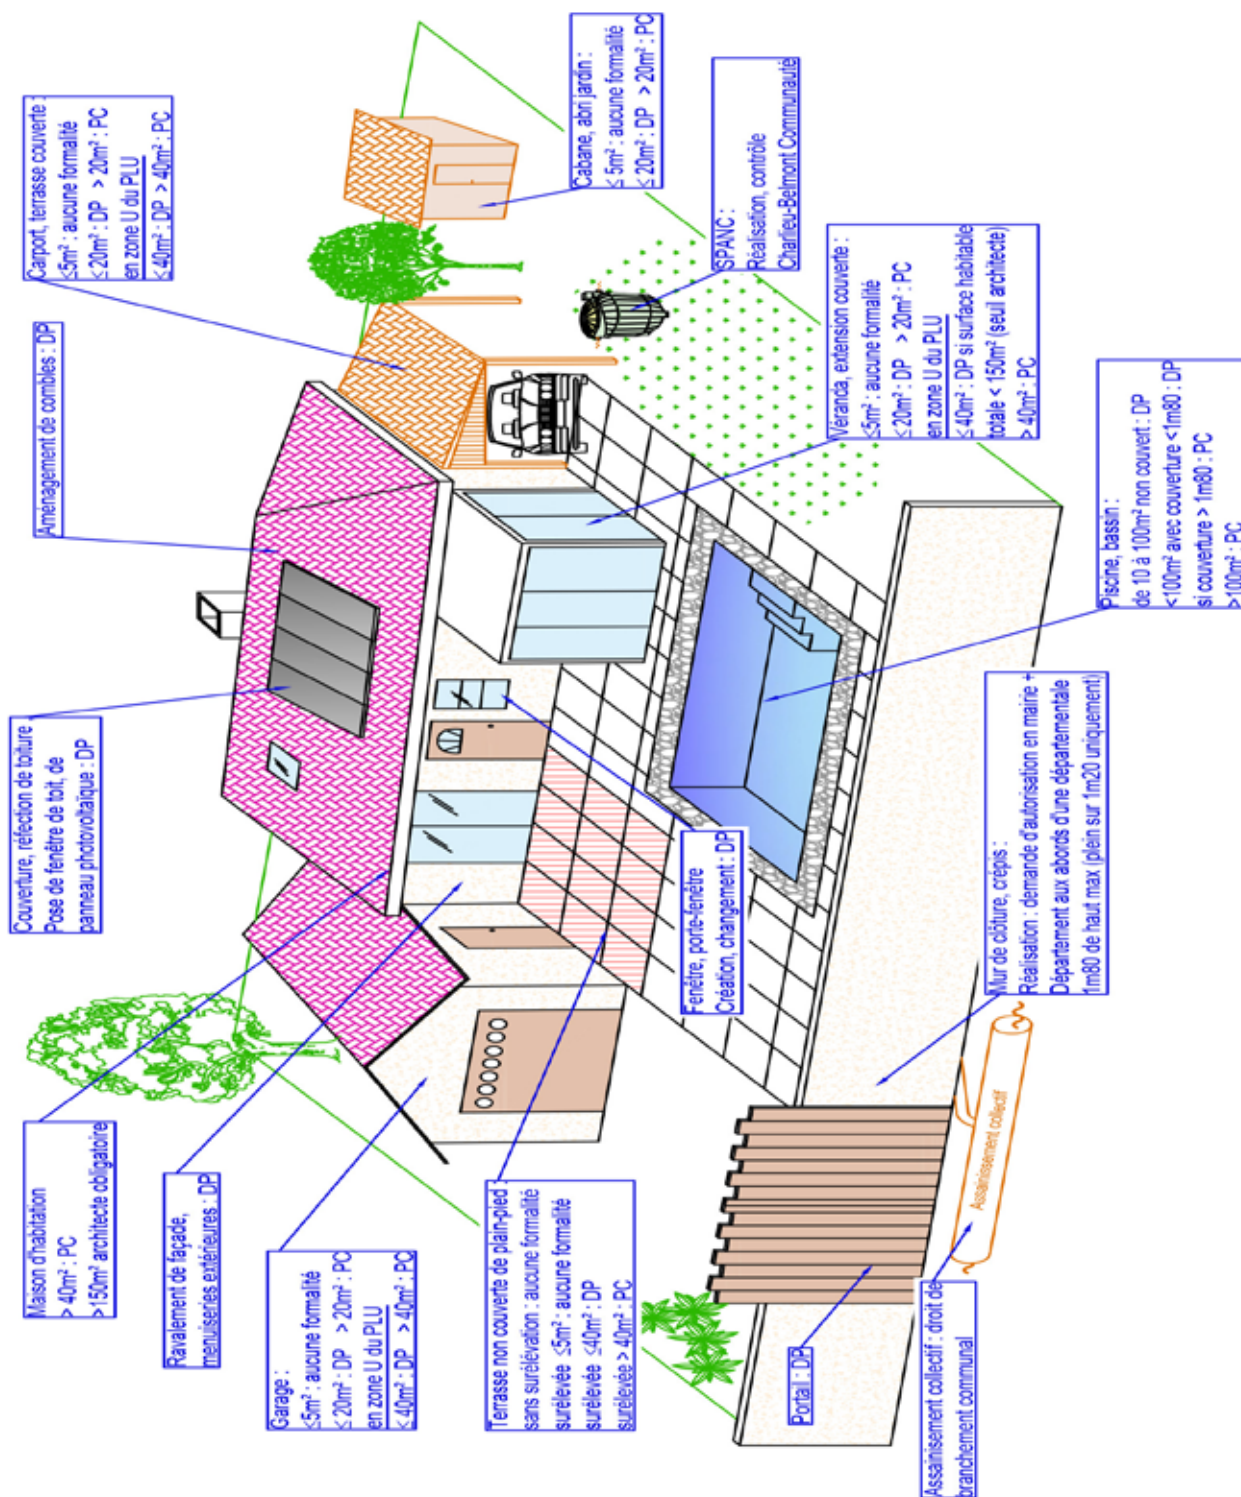 Maison d'habitation
> 40m² : PC
>150m² architecte obligatoire
Couverture, réfection de toiture
Pose de fenêtre de toit, de
panneau photovoltaïque : DP
Aménagement de combles : DP
Carport, terrasse couverte :
≤5m² : aucune formalité
≤20m² : DP > 20m² : PC
en zone U du PLU
≤40m² : DP > 40m² : PC
Ravalement de façade,
menuiseries extérieures : DP
Garage :
≤5m² : aucune formalité
≤ 20m² : DP > 20m² : PC
en zone U du PLU
≤ 40m² : DP > 40m² : PC
Terrasse non couverte de plain-pied :
sans surélévation : aucune formalité
surélevée ≤5m² : aucune formalité
surélevée ≤40m² : DP
surélevée > 40m² : PC
Cabane, abri jardin :
≤ 5m² : aucune formalité
≤ 20m² : DP > 20m² : PC
Fenêtre, porte-fenêtre
Création, changement : DP
SPANC :
Réalisation, contrôle
Charlieu-Belmont Communauté
Véranda, extension couverte :
≤5m² : aucune formalité
≤20m² : DP > 20m² : PC
en zone U du PLU
≤40m² : DP si surface habitable
totale < 150m² (seuil architecte)
> 40m² : PC
Portail : DP
Assainisement collectif : droit de
branchement communal
Assainissement collectif
Mur de clôture, crépis :
Réalisation : demande d'autorisation en mairie +
Département aux abords d'une départementale
1m80 de haut max (plein sur 1m20 uniquement)
Piscine, bassin :
de 10 à 100m² non couvert : DP
<100m² avec couverture <1m80 : DP
si couverture > 1m80 : PC
>100m² : PC